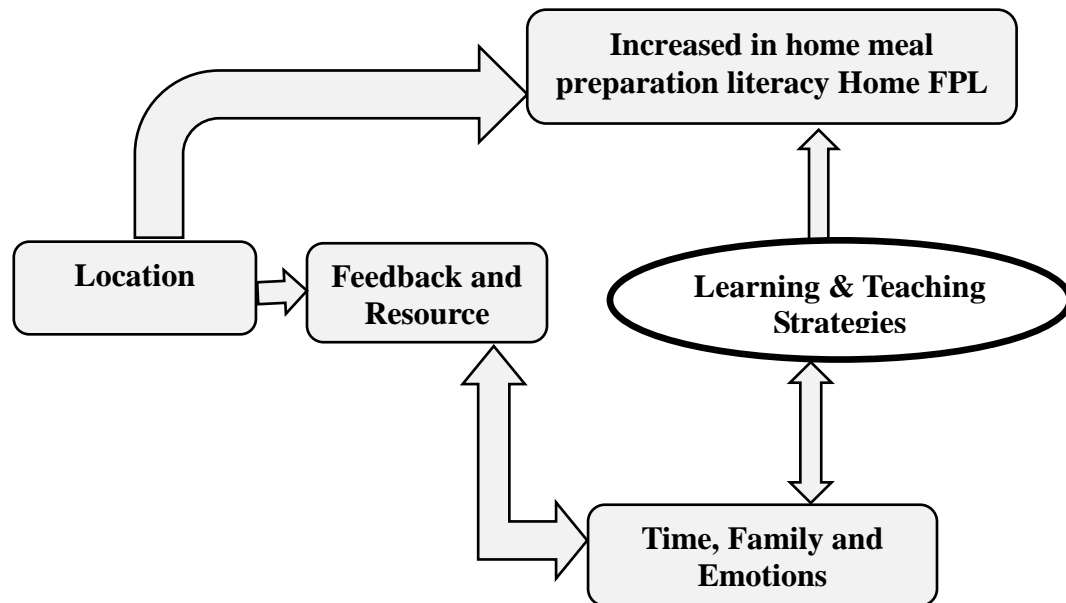 Increased in home meal
preparation literacy Home FPL
Location
Feedback and
Resource
Learning & Teaching
Strategies
Time, Family and
Emotions